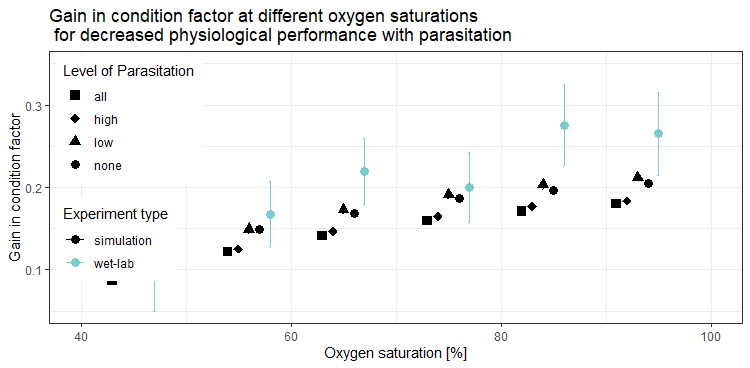 Gain in condition factor at different oxygen saturations
for decreased physiological performance with parasitation
Gain in condition factor
0.3
0.2
0.1
Level of Parasitation
all
high
low
none
Experiment type
simulation
wet-lab
40
60
80
100
Oxygen saturation [%]